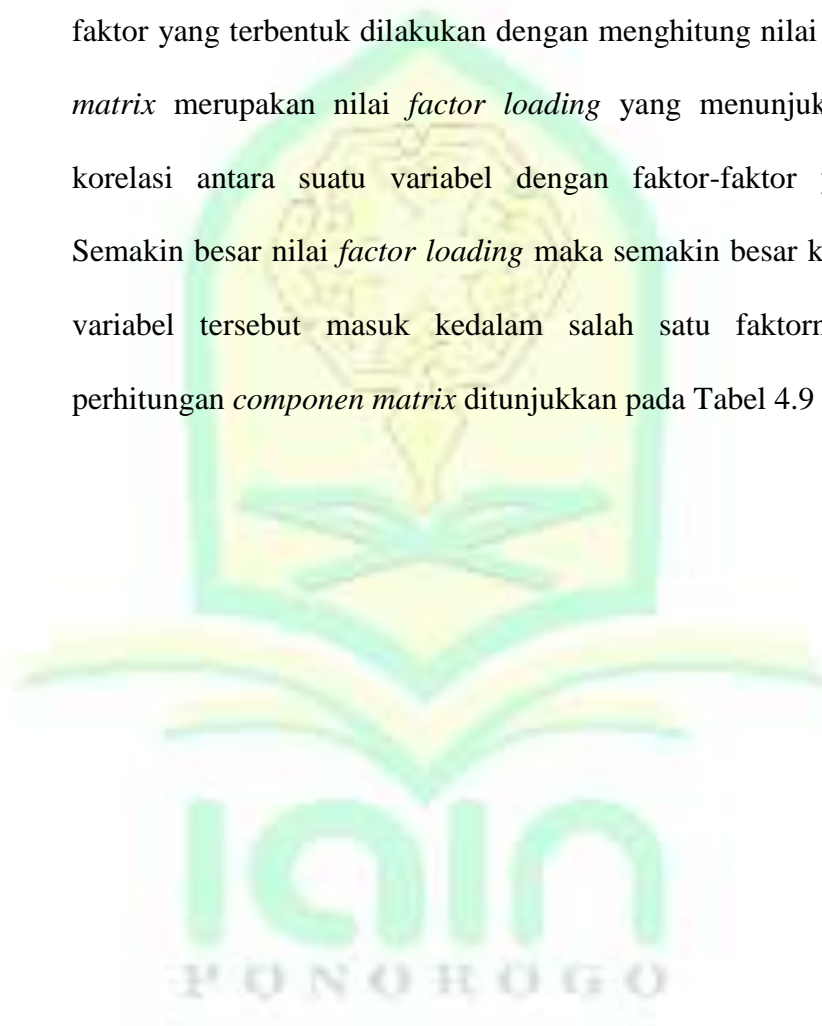 faktor yang terbentuk dilakukan dengan menghitung nilai
matrix merupakan nilai factor loading yang menunjuk
korelasi antara suatu variabel dengan faktor-faktor
Semakin besar nilai factor loading maka semakin besar k
variabel tersebut masuk kedalam salah satu faktorn
perhitungan componen matrix ditunjukkan pada Tabel 4.9
iain
PONOROGO